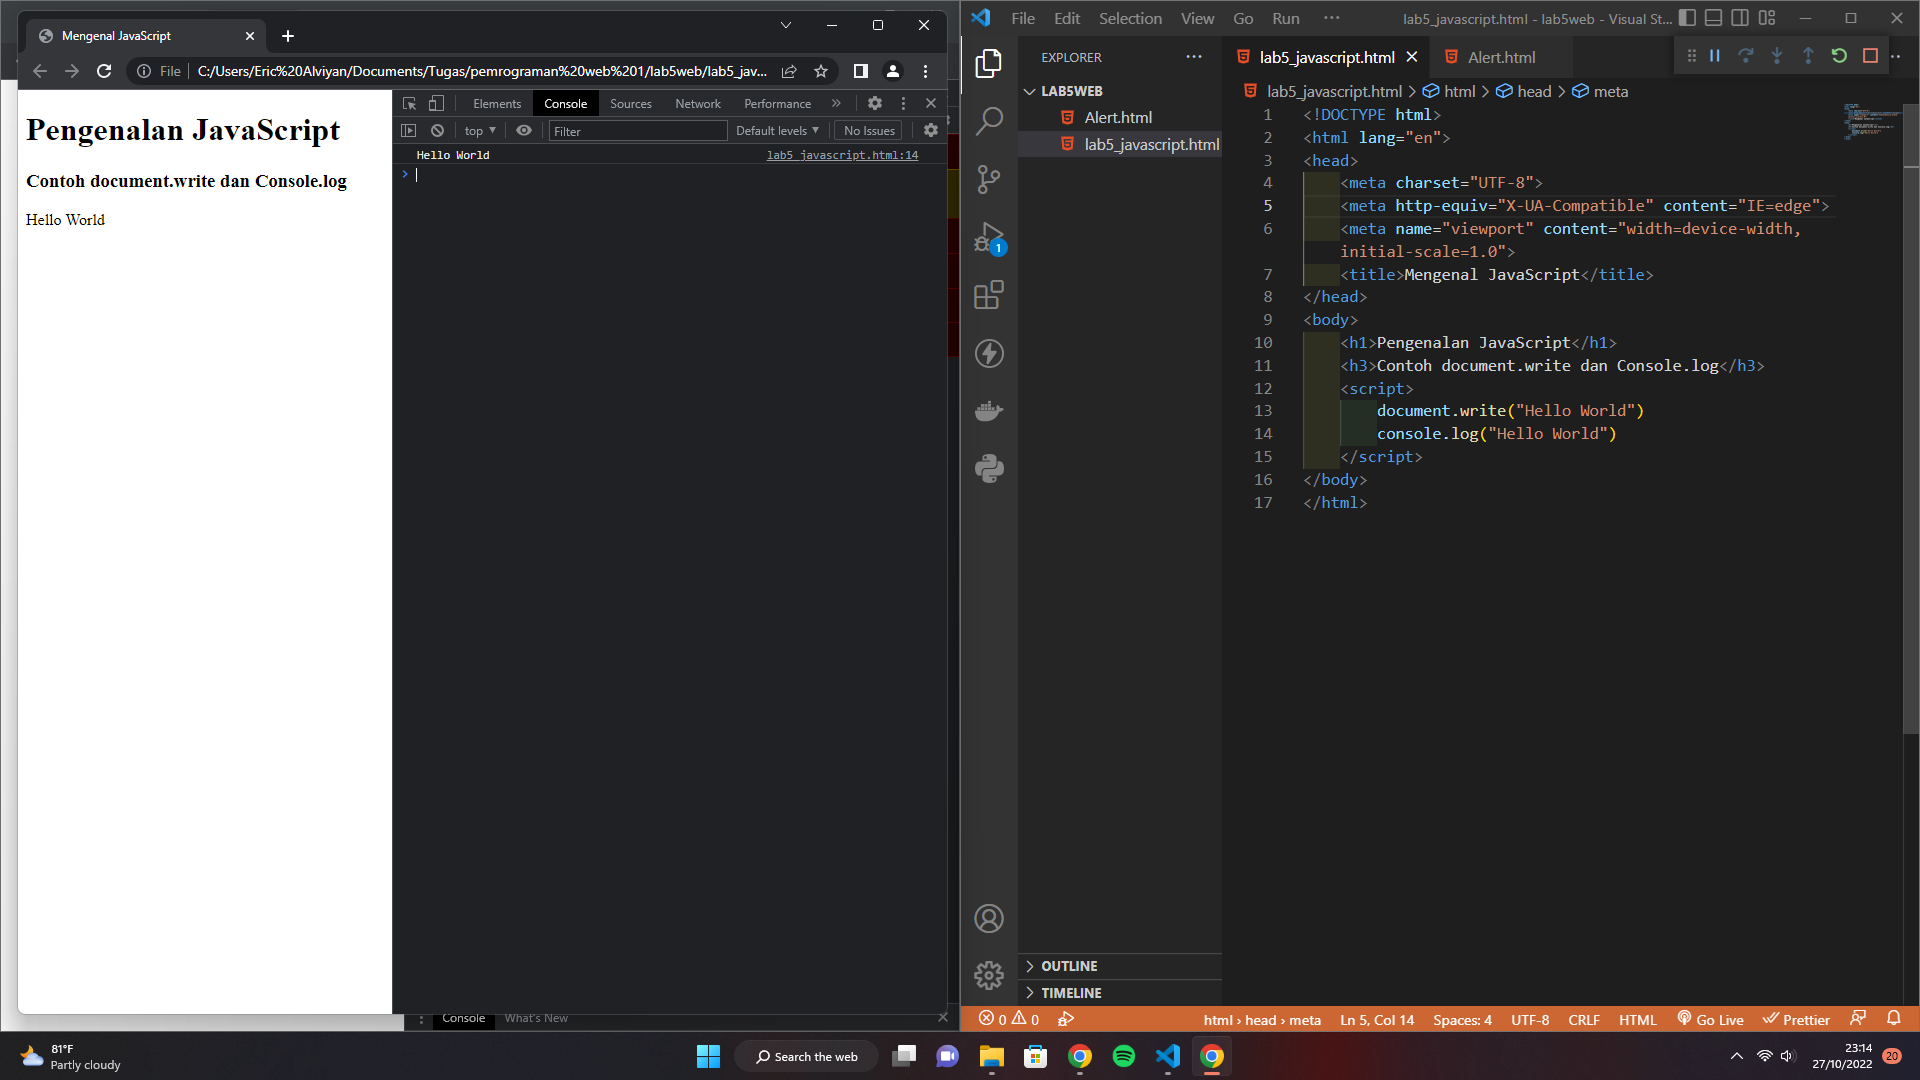 Mengenal JavaScript
File
C:/Users/Eric%20Alviyan/Documents/Tugas/pemrograman%20web%201/lab5web/lab5_jav...
Pengenalan JavaScript
Contoh document.write dan Console.log
Hello World
Elements Console Sources Network Performance
top Filter Default levels No Issues
Hello World lab5_javascript.html:14
Console What's New
File Edit Selection View Go Run
lab5_javascript.html - lab5web - Visual St...
EXPLORER
LAB5WEB
Alert.html
lab5_javascript.html
1
OUTLINE
TIMELINE
lab5_javascript.html Alert.html
lab5_javascript.html > html > head > meta
1 <!DOCTYPE html>
2 <html lang="en">
3 <head>
4 <meta charset="UTF-8">
5 <meta http-equiv="X-UA-Compatible" content="IE=edge">
6 <meta name="viewport" content="width=device-width,
initial-scale=1.0">
7 <title>Mengenal JavaScript</title>
8 </head>
9 <body>
10 <h1>Pengenalan JavaScript</h1>
11 <h3>Contoh document.write dan Console.log</h3>
12 <script>
13 document.write("Hello World")
14 console.log("Hello World")
15 </script>
16 </body>
17 </html>
0 0 html › head › meta Ln 5, Col 14 Spaces: 4 UTF-8 CRLF HTML Go Live Prettier
81°F
Partly cloudy
Search the web
23:14
27/10/2022
20